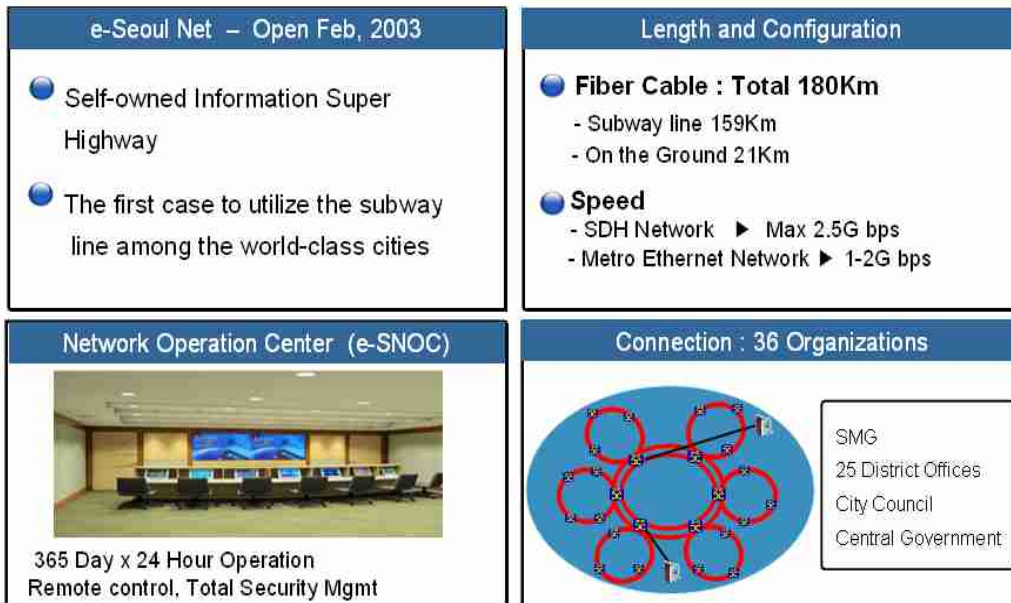 e-Seoul Net – Open Feb, 2003
Self-owned Information Super
Highway
The first case to utilize the subway
line among the world-class cities
Length and Configuration
Fiber Cable : Total 180Km
- Subway line 159Km
- On the Ground 21Km
Speed
- SDH Network ▶ Max 2.5G bps
- Metro Ethernet Network ▶ 1-2G bps
Network Operation Center (e-SNOC)
365 Day x 24 Hour Operation
Remote control, Total Security Mgmt
Connection : 36 Organizations
SMG
25 District Offices
City Council
Central Government